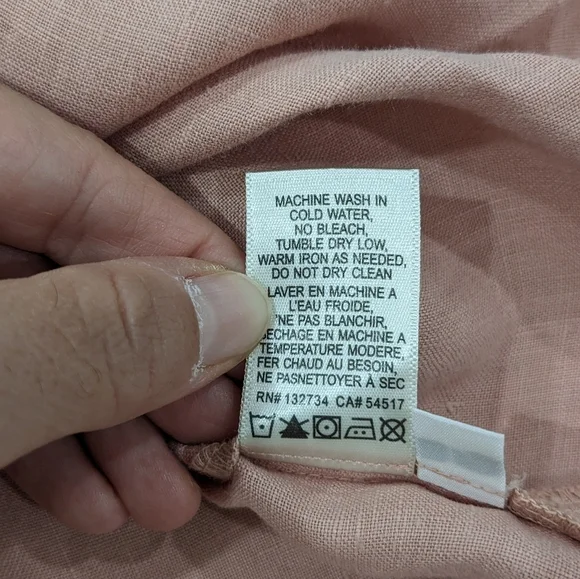 MACHINE WASH IN
COLD WATER,
NO BLEACH,
TUMBLE DRY LOW,
WARM IRON AS NEEDED,
DO NOT DRY CLEAN
LAVER EN MACHINE A
L'EAU FROIDE,
NE PAS BLANCHIR,
SECHAGE EN MACHINE A
TEMPERATURE MODERE,
FER CHAUD AU BESOIN,
NE PASNETTOYER À SEC
RN# 132734 CA# 54517